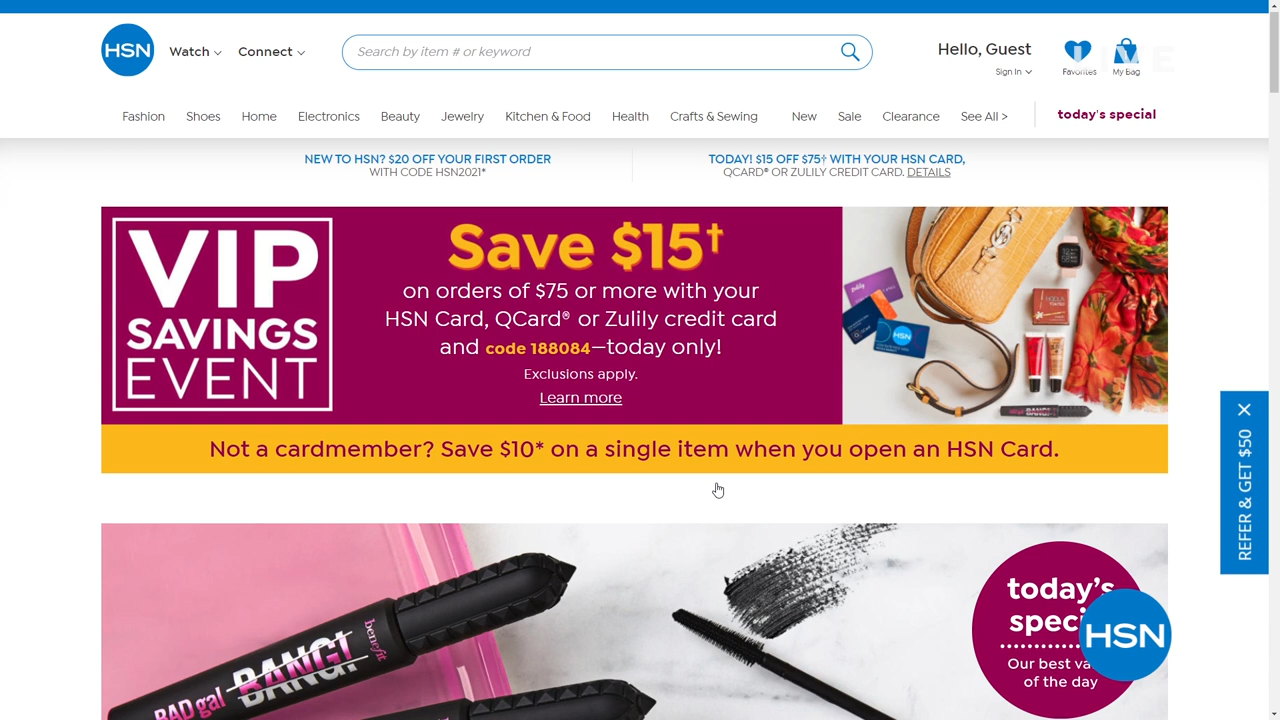 HSN
Watch
Connect
Search by item # or keyword
Hello, Guest
Sign In
Favorites
My Bag
Fashion
Shoes
Home
Electronics
Beauty
Jewelry
Kitchen & Food
Health
Crafts & Sewing
New
Sale
Clearance
See All >
today's special
NEW TO HSN? $20 OFF YOUR FIRST ORDER
WITH CODE HSN2021*
TODAY! $15 OFF $75† WITH YOUR HSN CARD,
QCARD® OR ZULILY CREDIT CARD. DETAILS
VIP
SAVINGS
EVENT
Save $15†
on orders of $75 or more with your
HSN Card, QCard® or Zulily credit card
and code 188084—today only!
Exclusions apply.
Learn more
zulily
HSN
BANG!
Not a cardmember? Save $10* on a single item when you open an HSN Card.
REFER & GET $50
benefit
BADgal BANG!
today's
Our best
of the day
HSN